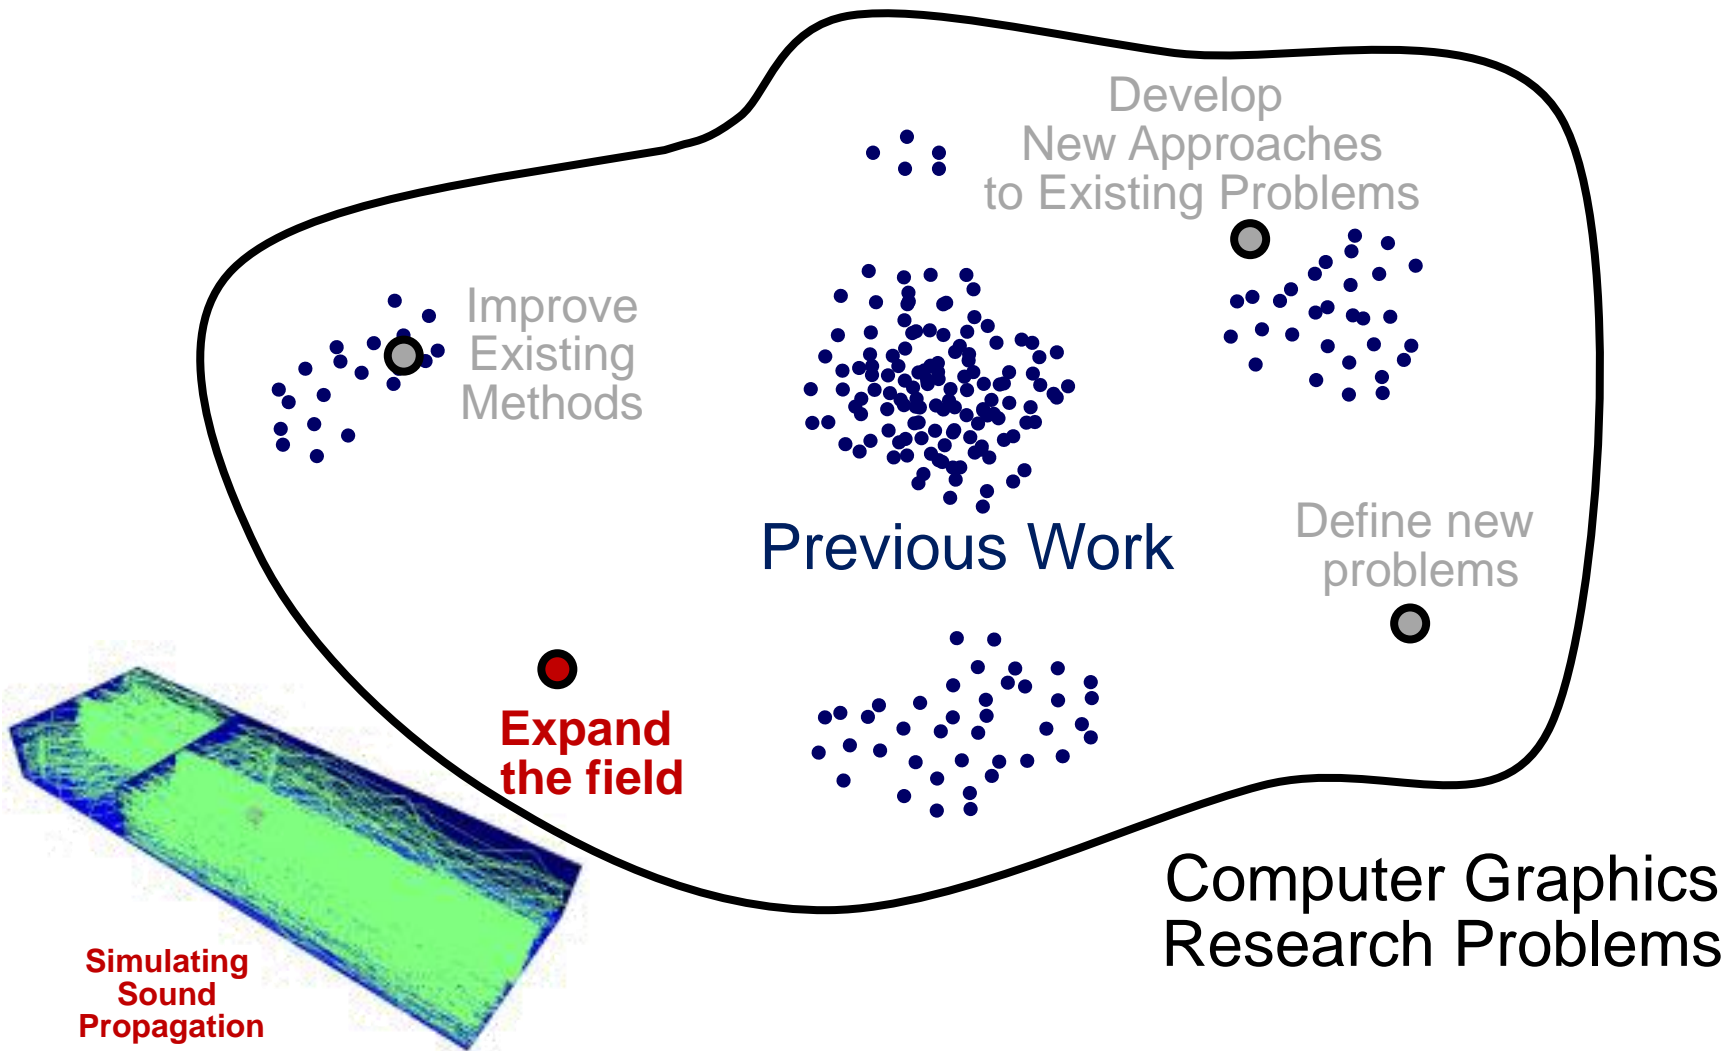 Develop
New Approaches
to Existing Problems
Improve
Existing
Methods
Previous Work
Define new
problems
Expand
the field
Computer Graphics
Research Problems
Simulating
Sound
Propagation